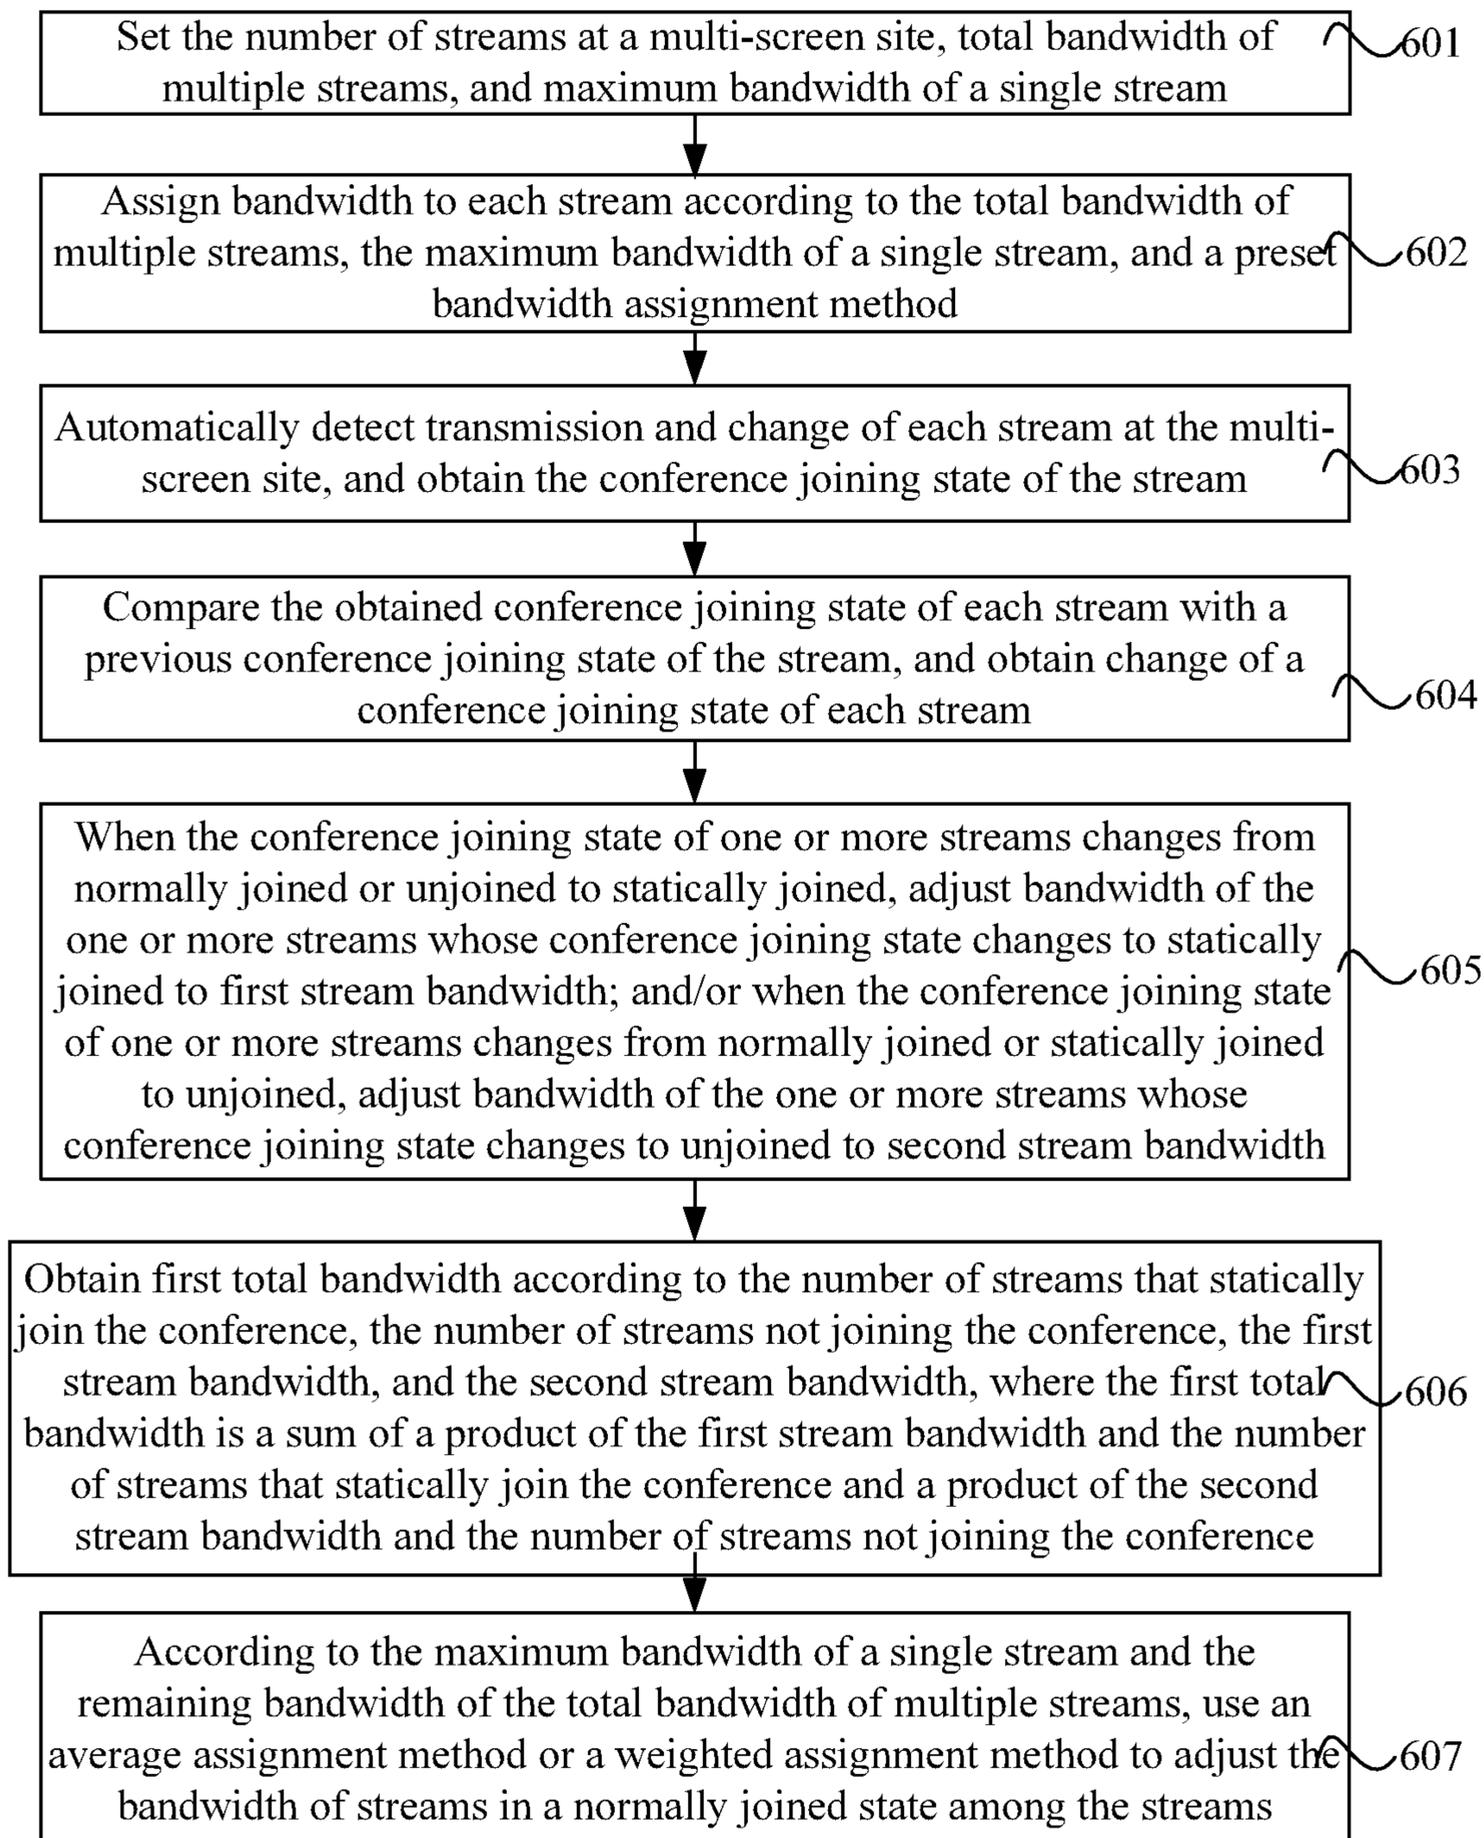 Set the number of streams at a multi-screen site, total bandwidth of
multiple streams, and maximum bandwidth of a single stream
601
Assign bandwidth to each stream according to the total bandwidth of
multiple streams, the maximum bandwidth of a single stream, and a preset
bandwidth assignment method
602
Automatically detect transmission and change of each stream at the multi-
screen site, and obtain the conference joining state of the stream
603
Compare the obtained conference joining state of each stream with a
previous conference joining state of the stream, and obtain change of a
conference joining state of each stream
604
When the conference joining state of one or more streams changes from
normally joined or unjoined to statically joined, adjust bandwidth of the
one or more streams whose conference joining state changes to statically
joined to first stream bandwidth; and/or when the conference joining state
of one or more streams changes from normally joined or statically joined
to unjoined, adjust bandwidth of the one or more streams whose
conference joining state changes to unjoined to second stream bandwidth
605
Obtain first total bandwidth according to the number of streams that statically
join the conference, the number of streams not joining the conference, the first
stream bandwidth, and the second stream bandwidth, where the first total
bandwidth is a sum of a product of the first stream bandwidth and the number
of streams that statically join the conference and a product of the second
stream bandwidth and the number of streams not joining the conference
606
According to the maximum bandwidth of a single stream and the
remaining bandwidth of the total bandwidth of multiple streams, use an
average assignment method or a weighted assignment method to adjust the
bandwidth of streams in a normally joined state among the streams
607